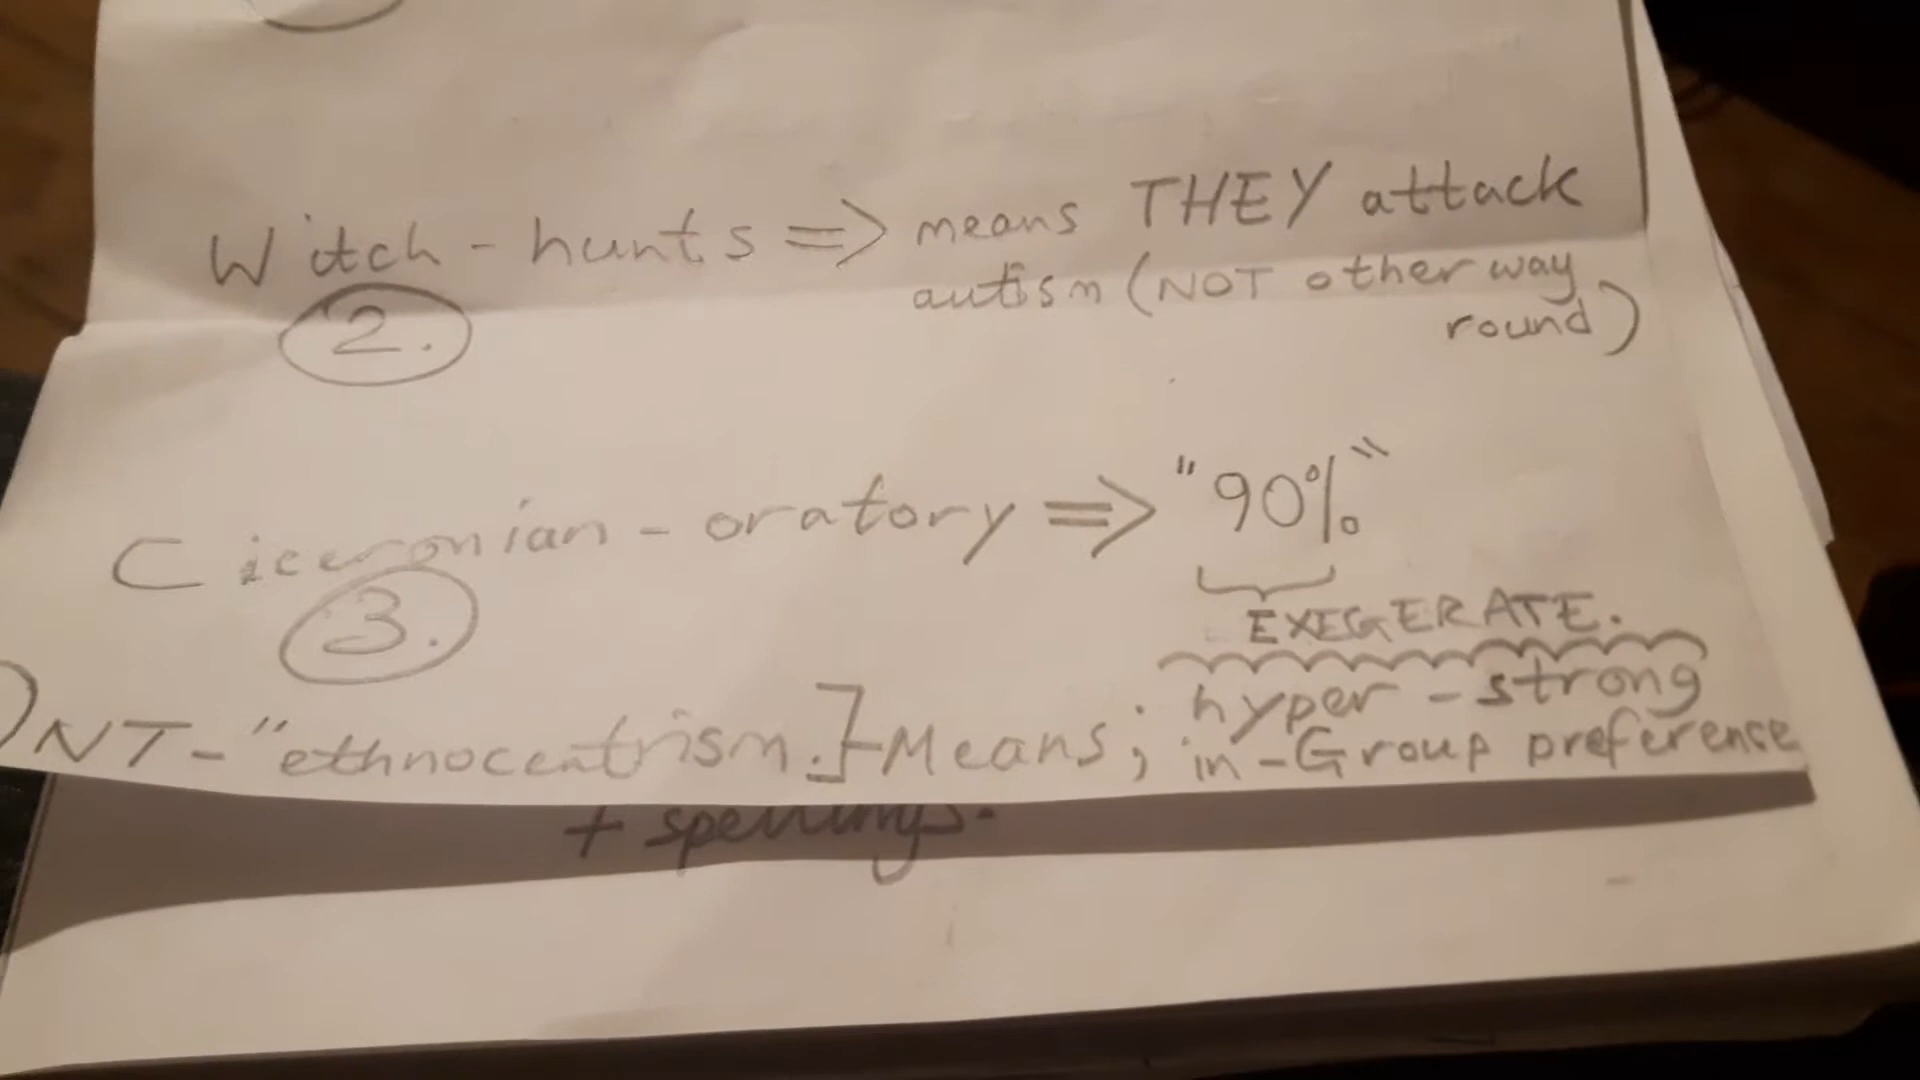 Witch-hunts => means THEY attack
autism (NOT other way
round)
2.
Ciceronian-oratory => "90%"
3.
EXEGERATE.
hyper-strong
NT-"ethnocentrism.]-Means; in-Group preference
+ spellings.